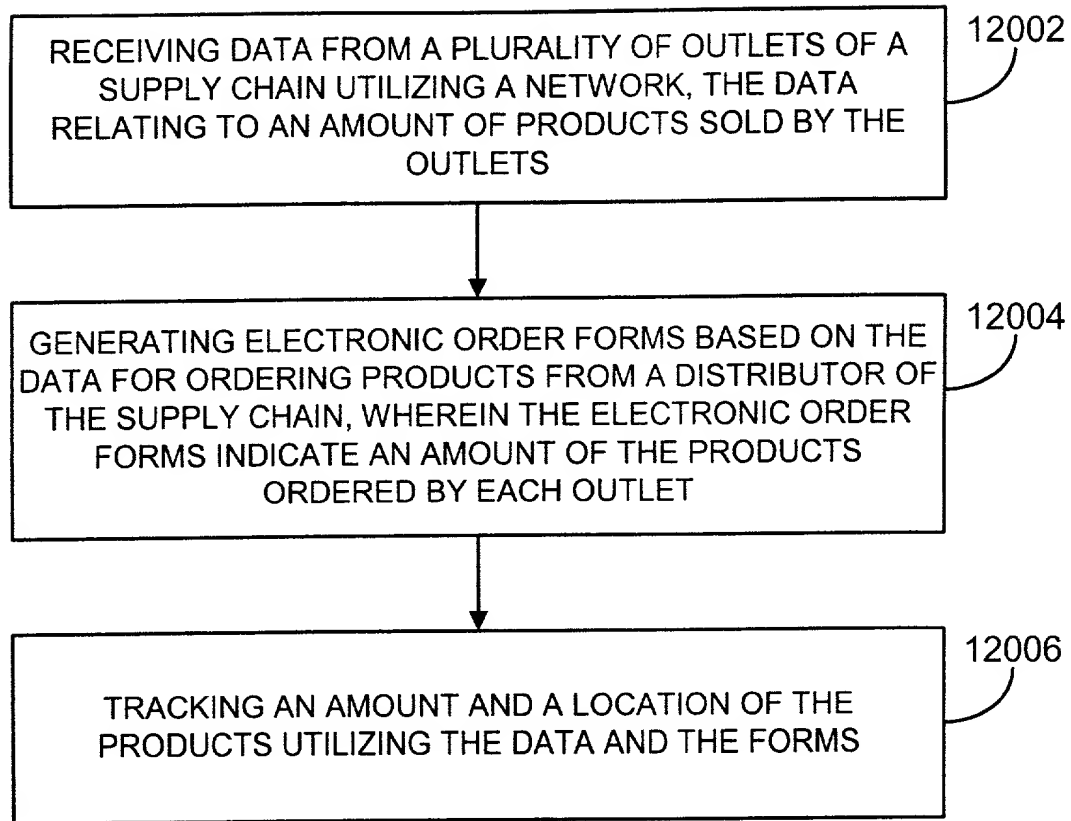 RECEIVING DATA FROM A PLURALITY OF OUTLETS OF A
SUPPLY CHAIN UTILIZING A NETWORK, THE DATA
RELATING TO AN AMOUNT OF PRODUCTS SOLD BY THE
OUTLETS
12002
GENERATING ELECTRONIC ORDER FORMS BASED ON THE
DATA FOR ORDERING PRODUCTS FROM A DISTRIBUTOR OF
THE SUPPLY CHAIN, WHEREIN THE ELECTRONIC ORDER
FORMS INDICATE AN AMOUNT OF THE PRODUCTS
ORDERED BY EACH OUTLET
12004
TRACKING AN AMOUNT AND A LOCATION OF THE
PRODUCTS UTILIZING THE DATA AND THE FORMS
12006